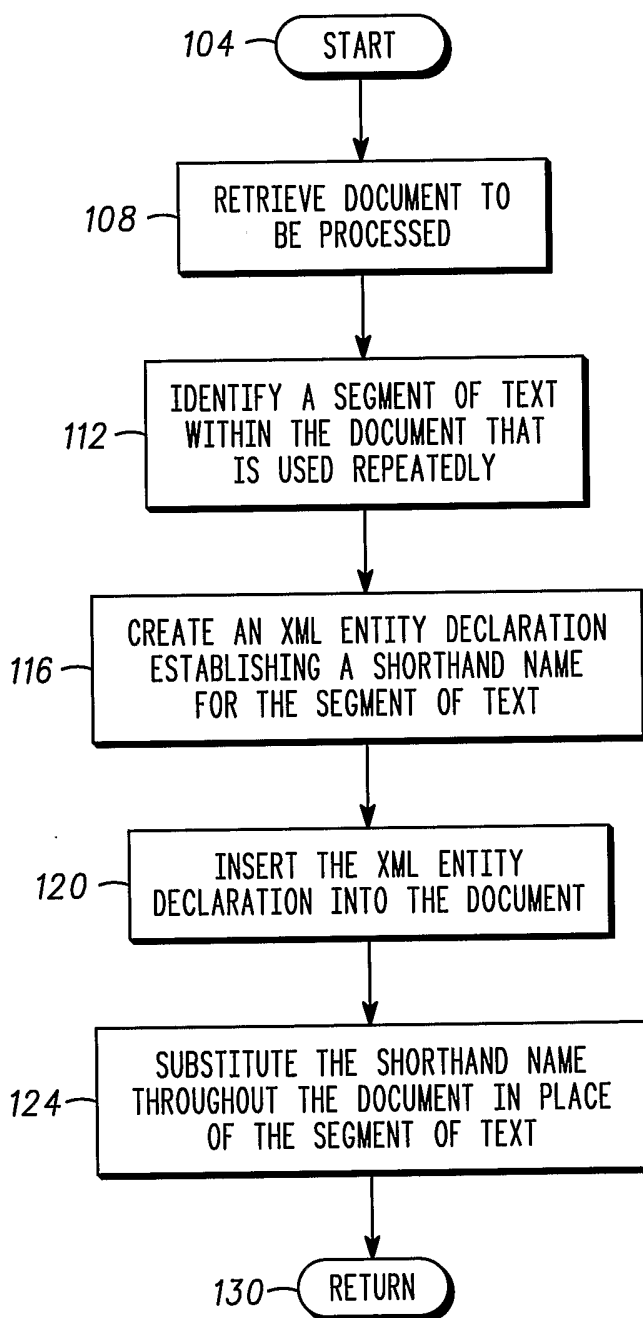 104 START
108 RETRIEVE DOCUMENT TO
BE PROCESSED
IDENTIFY A SEGMENT OF TEXT
112 WITHIN THE DOCUMENT THAT
IS USED REPEATEDLY
CREATE AN XML ENTITY DECLARATION
116 ESTABLISHING A SHORTHAND NAME
FOR THE SEGMENT OF TEXT
120 INSERT THE XML ENTITY
DECLARATION INTO THE DOCUMENT
SUBSTITUTE THE SHORTHAND NAME
124 THROUGHOUT THE DOCUMENT IN PLACE
OF THE SEGMENT OF TEXT
130 RETURN